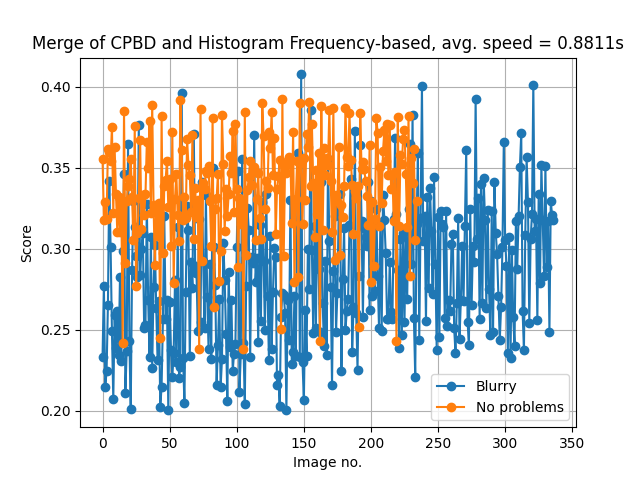 Merge of CPBD and Histogram Frequency-based, avg. speed = 0.8811s
0.40
0.35
0.30
0.25
0.20
Score
0
50
100
150
200
250
300
350
Image no.
Blurry
No problems